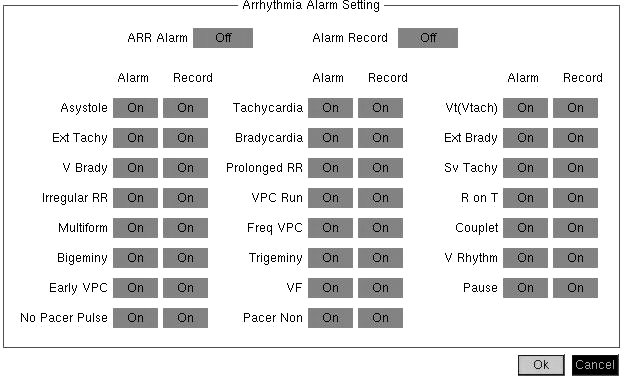 Arrhythmia Alarm Setting
ARR Alarm Off Alarm Record Off
Alarm Record Alarm Record Alarm Record
Asystole On On Tachycardia On On Vt(Vtach) On On
Ext Tachy On On Bradycardia On On Ext Brady On On
V Brady On On Prolonged RR On On Sv Tachy On On
Irregular RR On On VPC Run On On R on T On On
Multiform On On Freq VPC On On Couplet On On
Bigeminy On On Trigeminy On On V Rhythm On On
Early VPC On On VF On On Pause On On
No Pacer Pulse On On Pacer Non On On
Ok Cancel